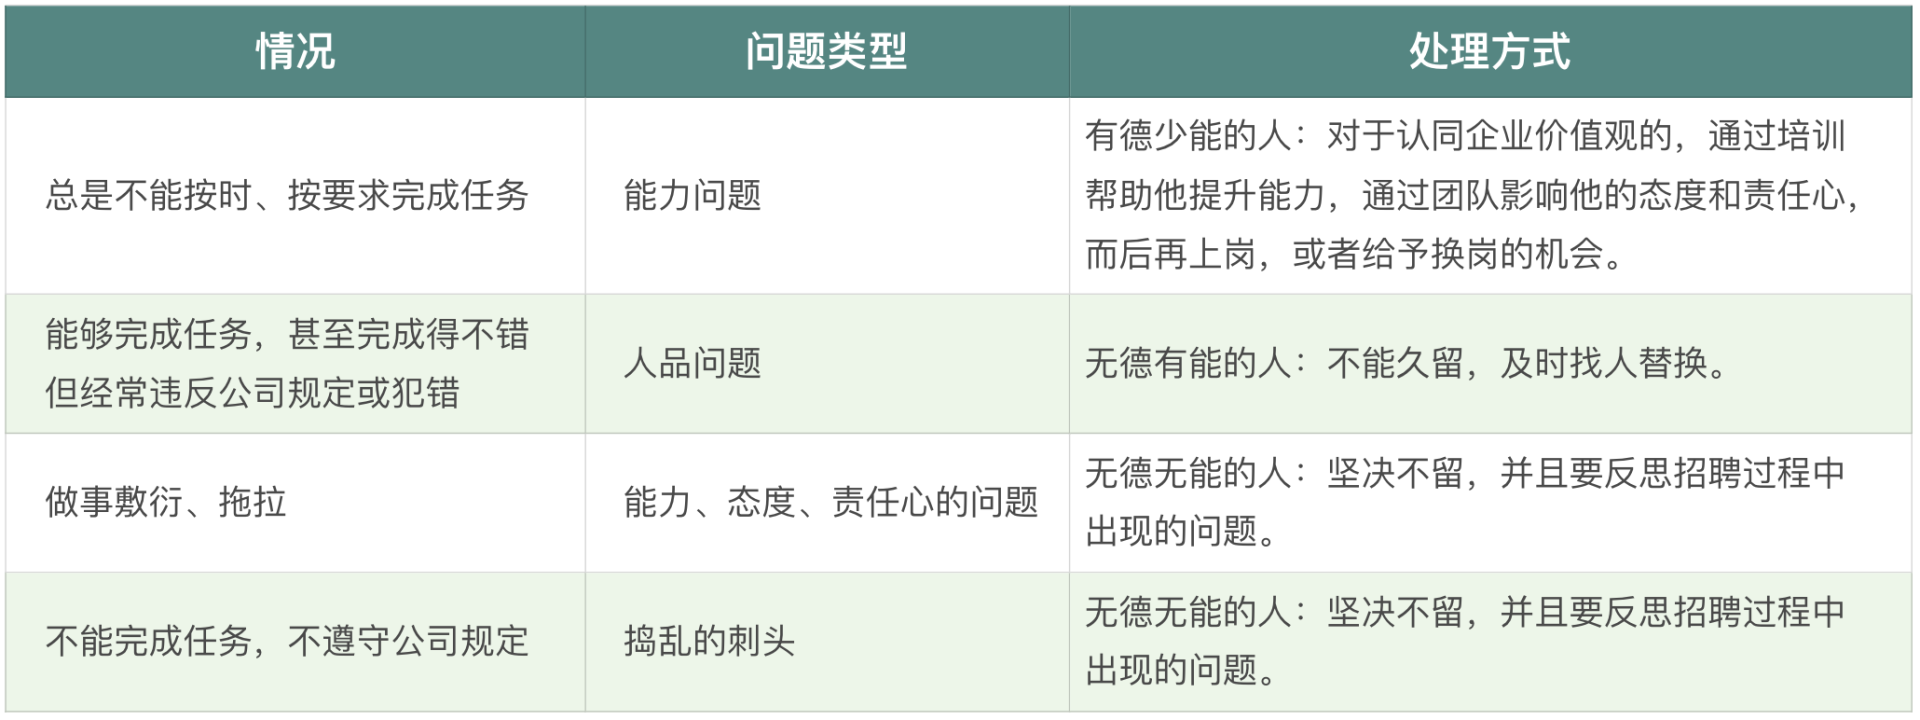 情况
问题类型
处理方式
总是不能按时、按要求完成任务
能力问题
有德少能的人：对于认同企业价值观的，通过培训
帮助他提升能力，通过团队影响他的态度和责任心，
而后再上岗，或者给予换岗的机会。
能够完成任务，甚至完成得不错
但经常违反公司规定或犯错
人品问题
无德有能的人：不能久留，及时找人替换。
做事敷衍、拖拉
能力、态度、责任心的问题
无德无能的人：坚决不留，并且要反思招聘过程中
出现的问题。
不能完成任务，不遵守公司规定
捣乱的刺头
无德无能的人：坚决不留，并且要反思招聘过程中
出现的问题。